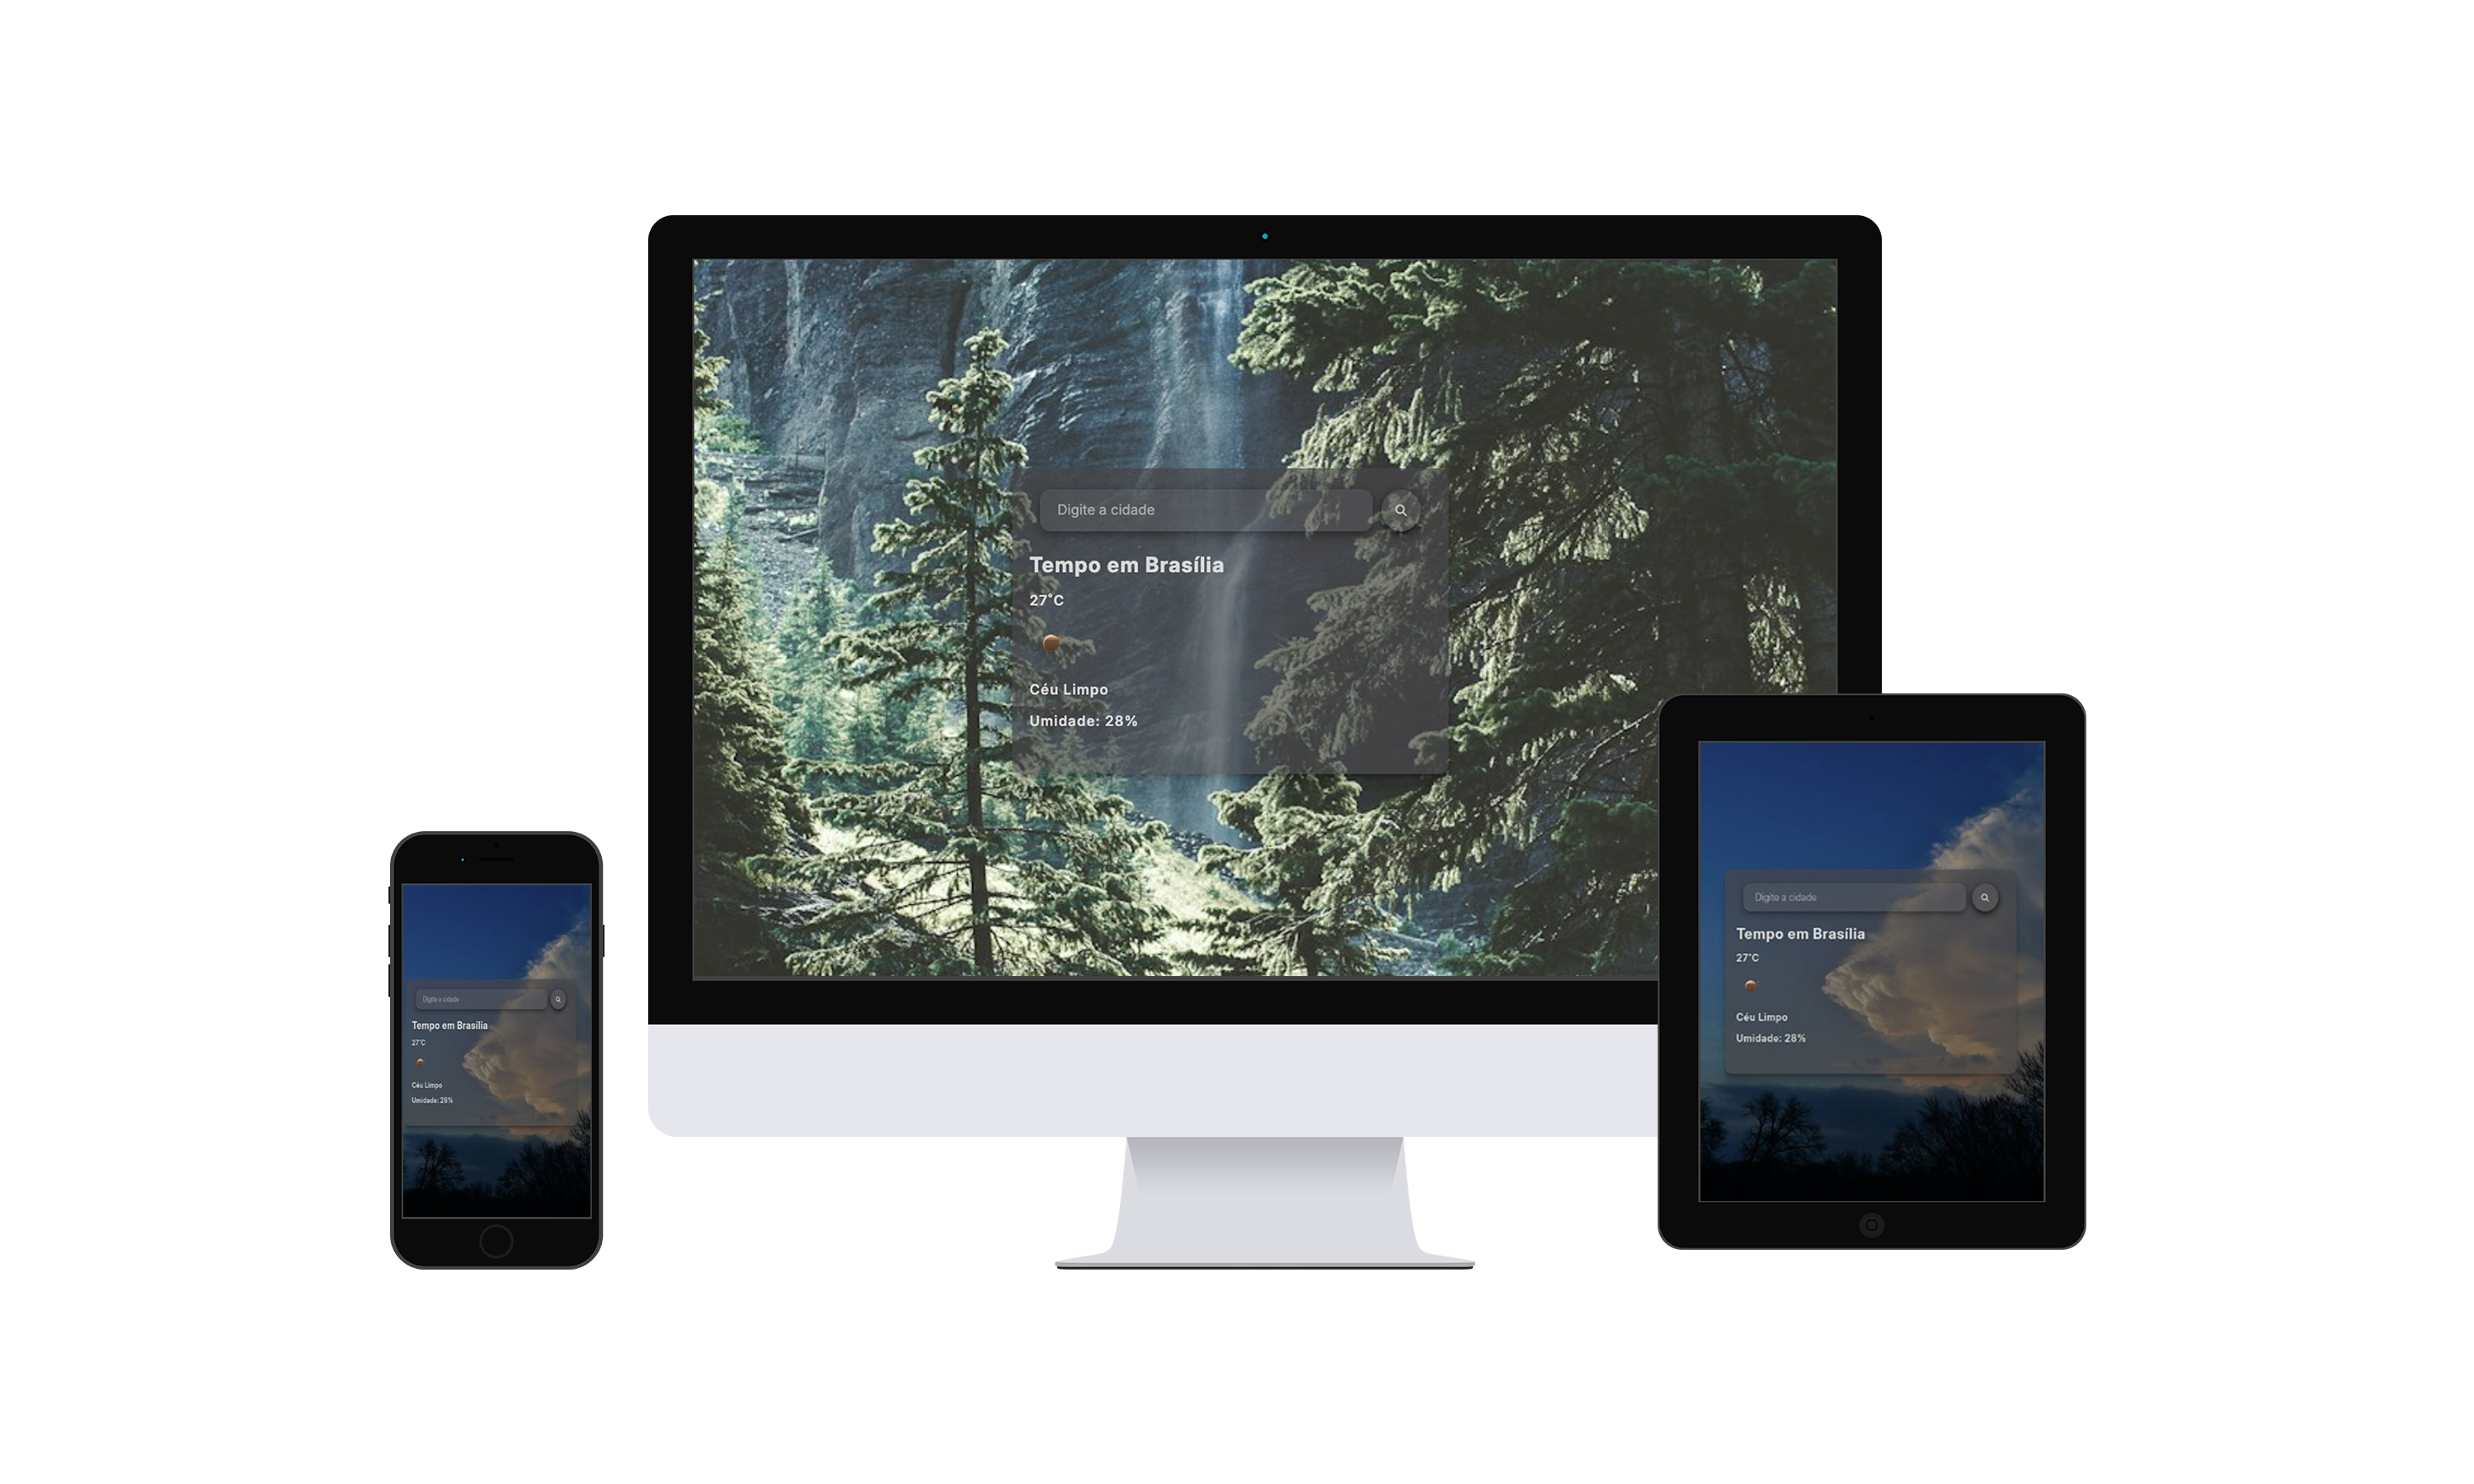 Digite a cidade
Tempo em Brasília
27°C
Céu Limpo
Umidade: 28%
Digite a cidade
Tempo em Brasília
27°C
Céu Limpo
Umidade: 28%
Digite a cidade
Tempo em Brasília
27°C
Céu Limpo
Umidade: 28%